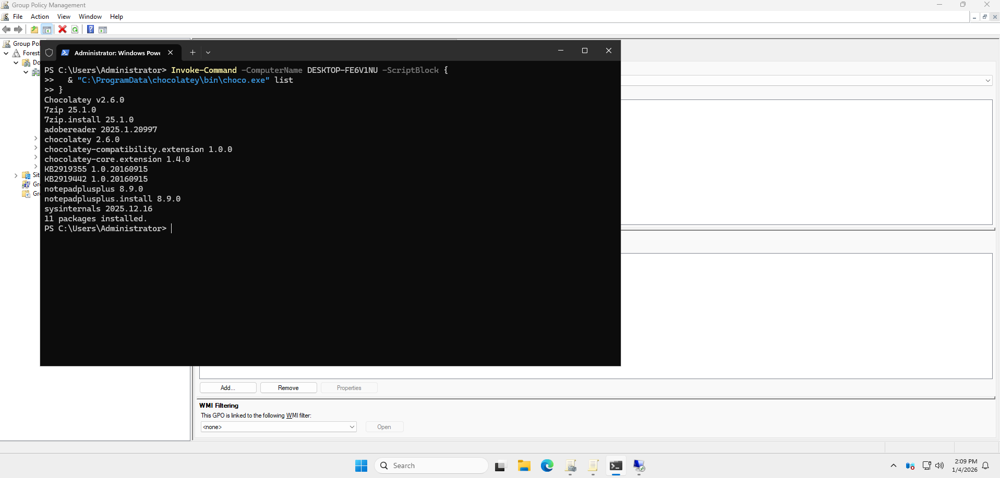 Group Policy Management
File Action View Window Help
Group Pol
Forest
Do
Sit
Gr
Gr
Administrator: Windows Powe
PS C:\Users\Administrator> Invoke-Command -ComputerName DESKTOP-FE6V1NU -ScriptBlock {
>>   & "C:\ProgramData\chocolatey\bin\choco.exe" list
>> }
Chocolatey v2.6.0
7zip 25.1.0
7zip.install 25.1.0
adobereader 2025.1.20997
chocolatey 2.6.0
chocolatey-compatibility.extension 1.0.0
chocolatey-core.extension 1.4.0
KB2919355 1.0.20160915
KB2919442 1.0.20160915
notepadplusplus 8.9.0
notepadplusplus.install 8.9.0
sysinternals 2025.12.16
11 packages installed.
PS C:\Users\Administrator>
Add... Remove Properties
WMI Filtering
This GPO is linked to the following WMI filter:
<none> Open
Search
2:09 PM
1/4/2026